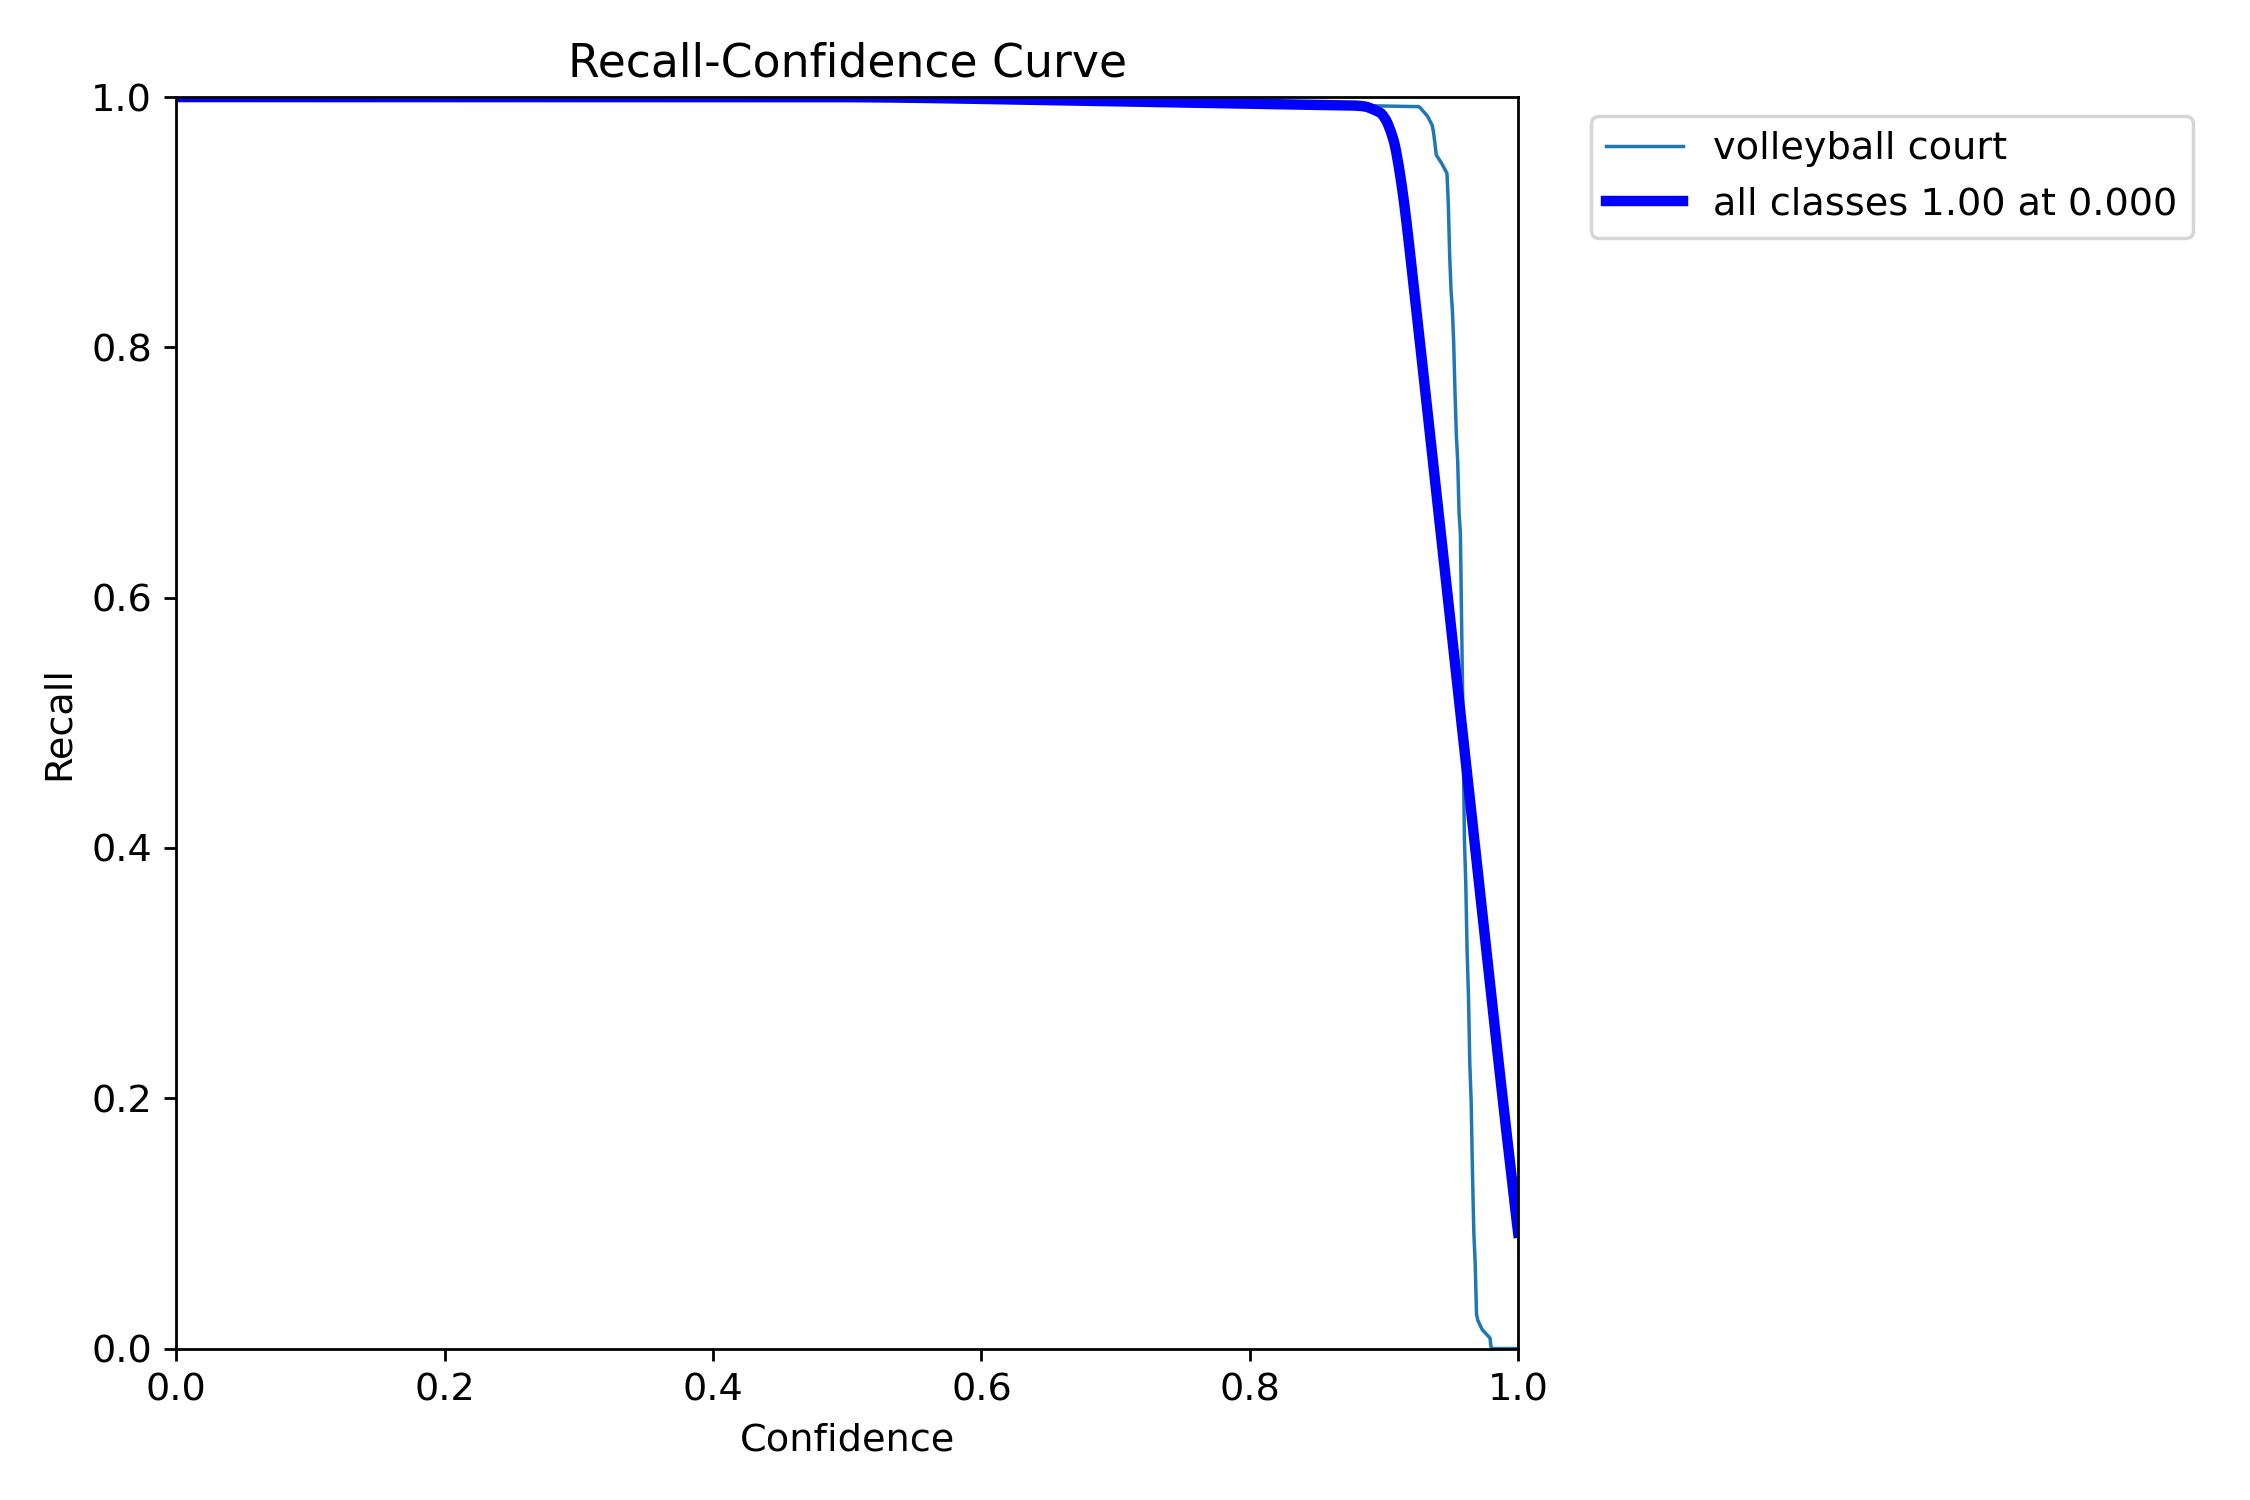 Recall-Confidence Curve
volleyball court
all classes 1.00 at 0.000
1.0
0.8
0.6
0.4
0.2
0.0
Recall
0.0 0.2 0.4 0.6 0.8 1.0
Confidence